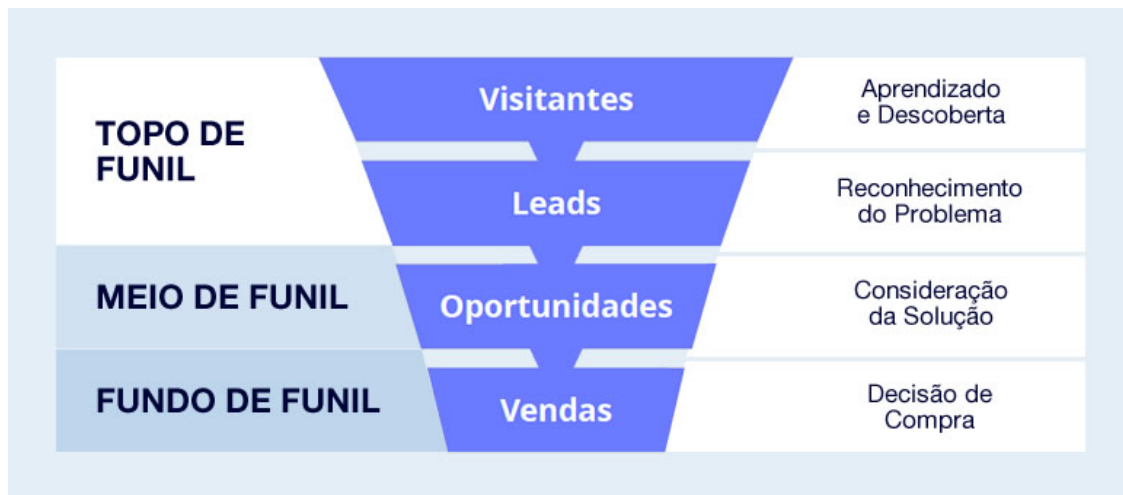 TOPO DE
FUNIL
Visitantes
Aprendizado
e Descoberta
Leads
Reconhecimento
do Problema
MEIO DE FUNIL
Oportunidades
Consideração
da Solução
FUNDO DE FUNIL
Vendas
Decisão de
Compra